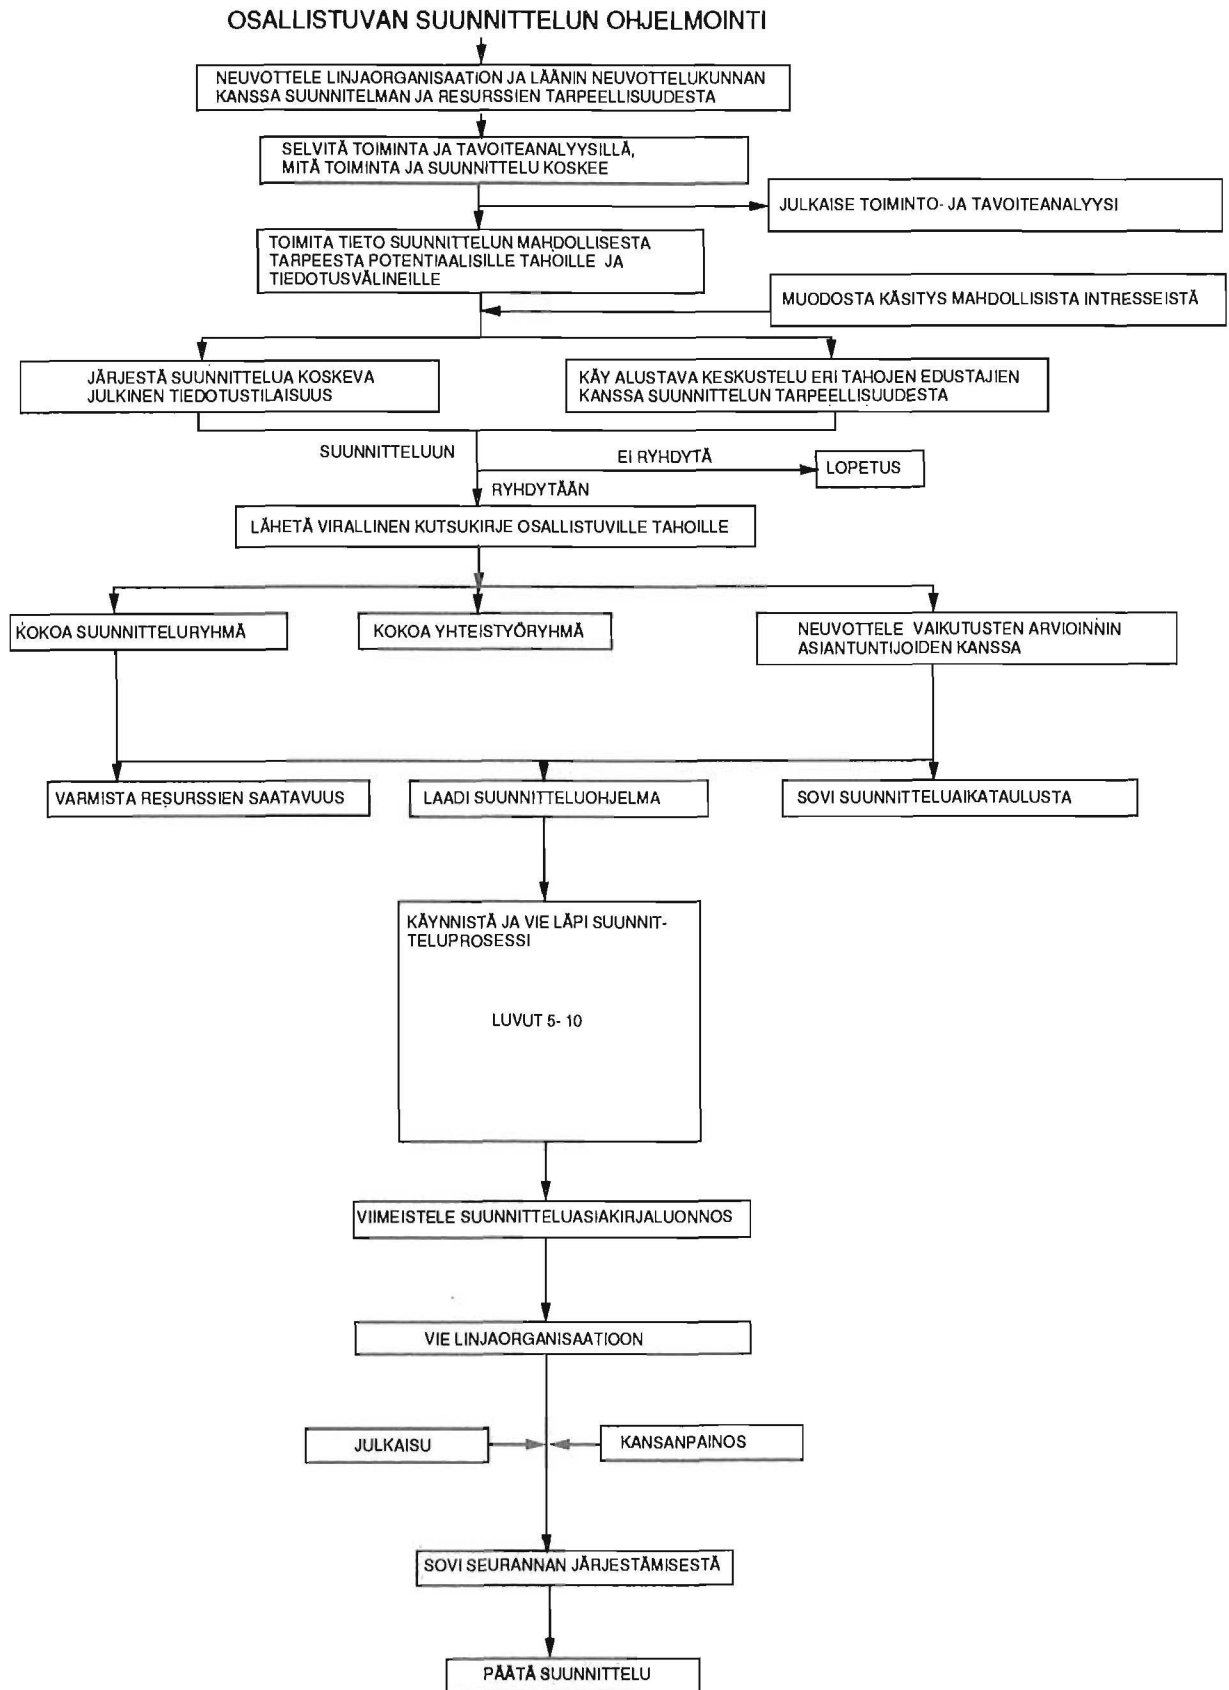 OSALLISTUVAN SUUNNITTELUN OHJELMOINTI
NEUVOTTELE LINJAORGANISAATION JA LÄÄNIN NEUVOTTELUKUNNAN
KANSSA SUUNNITELMAN JA RESURSSIEN TARPEELLISUUDESTA
SELVITÄ TOIMINTA JA TAVOITEANALYYSILLÄ,
MITÄ TOIMINTA JA SUUNNITTELU KOSKEE
JULKAISE TOIMINTO- JA TAVOITEANALYYSI
TOIMITA TIETO SUUNNITTELUN MAHDOLLISESTA
TARPEESTA POTENTIAALISILLE TAHOILLE JA
TIEDOTUSVÄLINEILLE
MUODOSTA KÄSITYS MAHDOLLISISTA INTRESSEISTÄ
JÄRJESTÄ SUUNNITTELUA KOSKEVA
JULKINEN TIEDOTUSTILAISUUS
KÄY ALUSTAVA KESKUSTELU ERI TAHOJEN EDUSTAJIEN
KANSSA SUUNNITTELUN TARPEELLISUUDESTA
SUUNNITTELUUN
EI RYHDYTÄ
LOPETUS
RYHDYTÄÄN
LÄHETÄ VIRALLINEN KUTSUKIRJE OSALLISTUVILLE TAHOILLE
KOKOA SUUNNITTELURYHMÄ
KOKOA YHTEISTYÖRYHMÄ
NEUVOTTELE VAIKUTUSTEN ARVIOINNIN
ASIANTUNTIJOIDEN KANSSA
VARMISTA RESURSSIEN SAATAVUUS
LAADI SUUNNITTELUOHJELMA
SOVI SUUNNITTELUAIKATAULUSTA
KÄYNNISTÄ JA VIE LÄPI SUUNNIT-
TELUPROSESSI
LUVUT 5- 10
VIIMEISTELE SUUNNITTELUASIAKIRJALUONNOS
VIE LINJAORGANISAATIOON
JULKAISU
KANSANPAINOS
SOVI SEURANNAN JÄRJESTÄMISESTÄ
PÄÄTÄ SUUNNITTELU